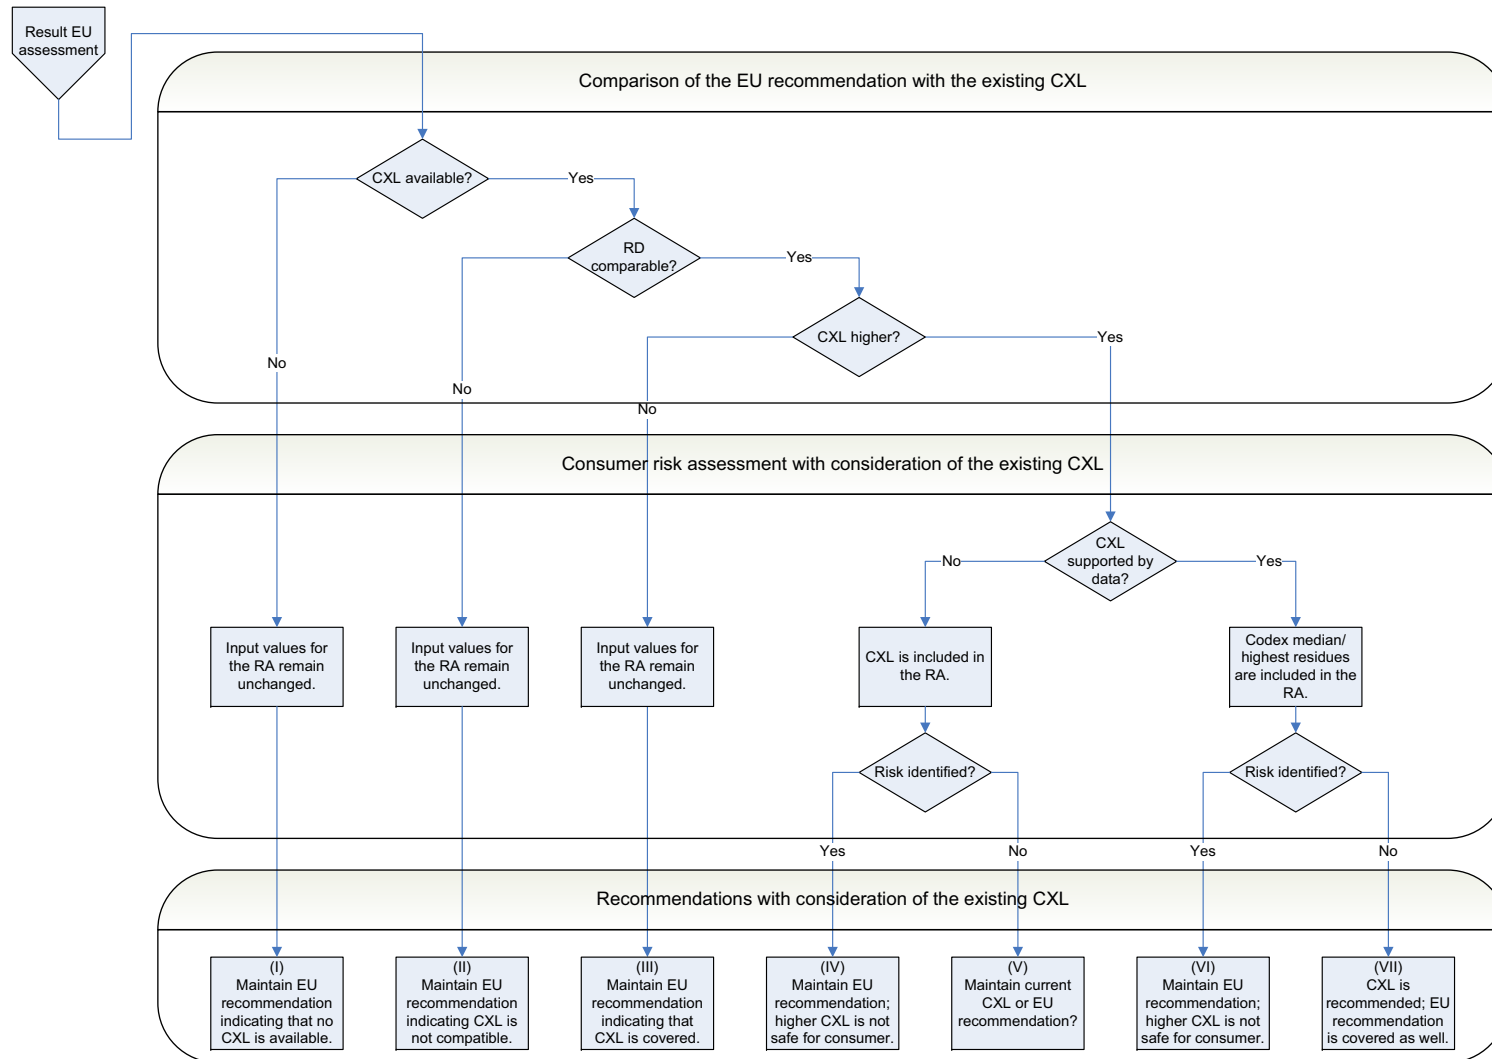 Result EU
assessment
Comparison of the EU recommendation with the existing CXL
CXL available?
Yes
RD
comparable?
Yes
CXL higher?
Yes
No
No
No
Consumer risk assessment with consideration of the existing CXL
CXL
supported by
data?
No
Yes
Input values for
the RA remain
unchanged.
Input values for
the RA remain
unchanged.
Input values for
the RA remain
unchanged.
CXL is included in
the RA.
Codex median/
highest residues
are included in the
RA.
Risk identified?
Risk identified?
Yes
No
Yes
No
Recommendations with consideration of the existing CXL
(I)
Maintain EU
recommendation
indicating that no
CXL is available.
(II)
Maintain EU
recommendation
indicating CXL is
not compatible.
(III)
Maintain EU
recommendation
indicating that
CXL is covered.
(IV)
Maintain EU
recommendation;
higher CXL is not
safe for consumer.
(V)
Maintain current
CXL or EU
recommendation?
(VI)
Maintain EU
recommendation;
higher CXL is not
safe for consumer.
(VII)
CXL is
recommended; EU
recommendation
is covered as well.